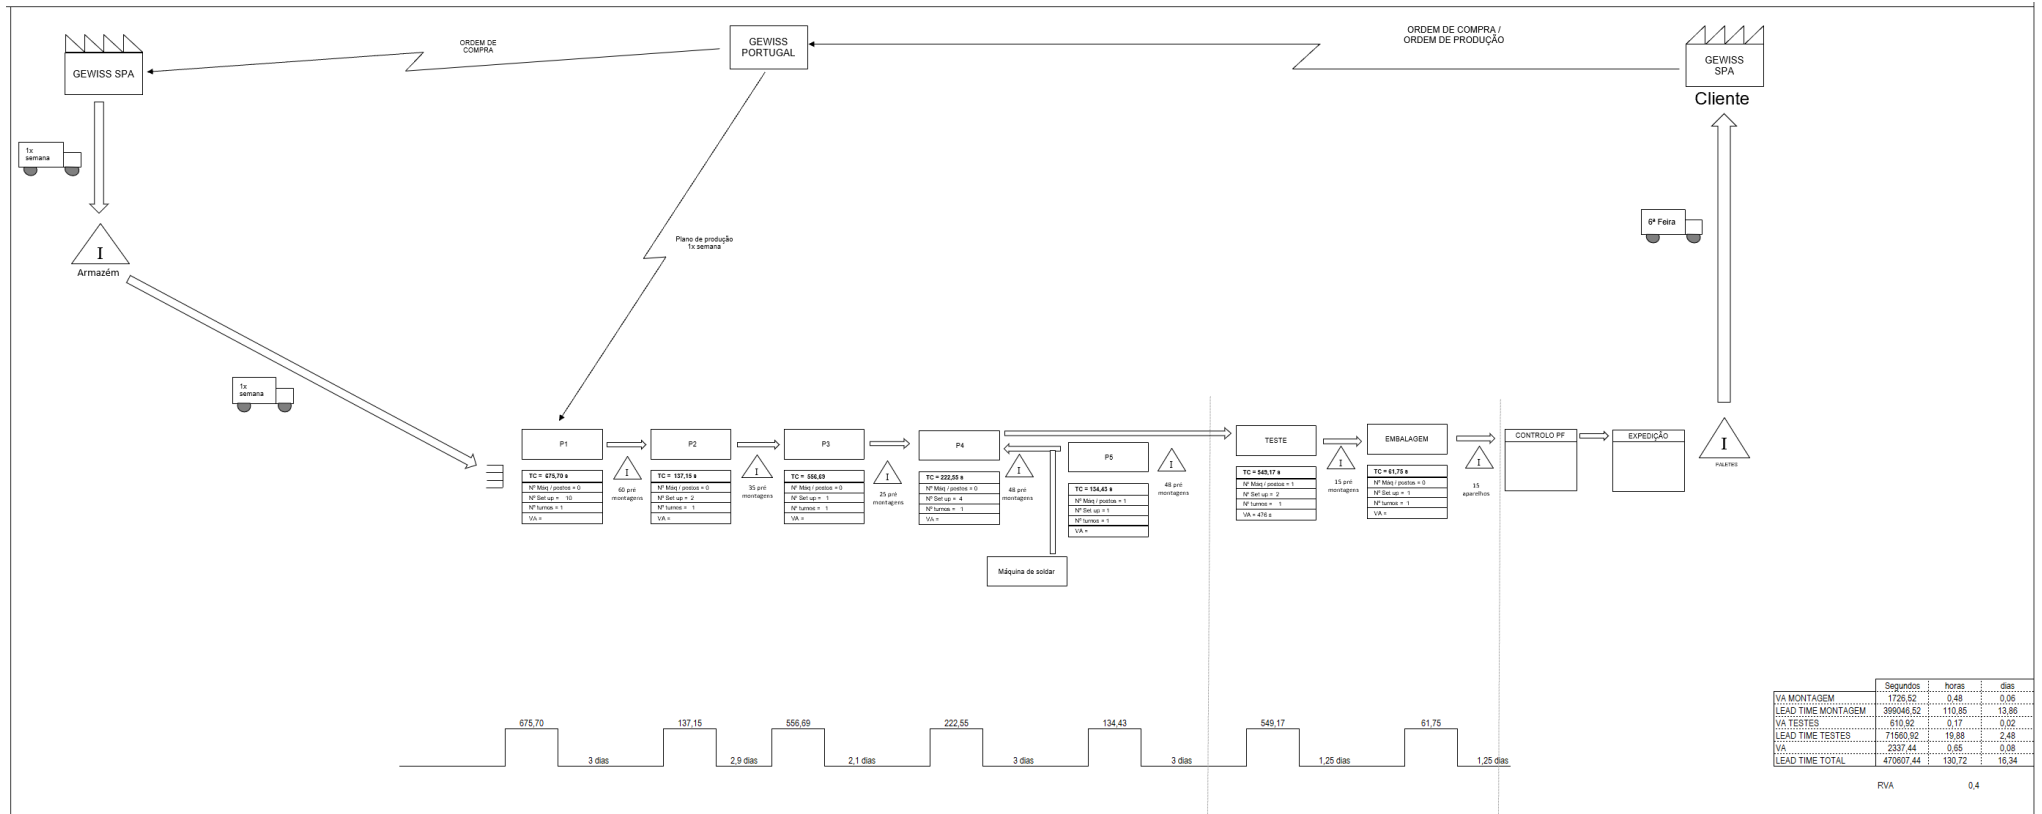 GEWISS SPA
ORDEM DE
COMPRA
GEWISS
PORTUGAL
ORDEM DE COMPRA /
ORDEM DE PRODUÇÃO
GEWISS
SPA
Cliente
1x
semana
I
Armazém
6ª Feira
Plano de produção
1x semana
1x
semana
P1
TC = 675,70 s
Nº Maq / postos = 0
Nº Set up = 10
Nº turnos = 1
VA =
I
60 pré
montagens
P2
TC = 137,15 s
Nº Maq / postos = 0
Nº Set up = 2
Nº turnos = 1
VA =
I
35 pré
montagens
P3
TC = 556,69
Nº Maq / postos = 0
Nº Set up = 1
Nº turnos = 1
VA =
I
25 pré
montagens
P4
TC = 222,55 s
Nº Maq / postos = 0
Nº Set up = 4
Nº turnos = 1
VA =
I
48 pré
montagens
P5
TC = 134,43 s
Nº Maq / postos = 1
Nº Set up = 1
Nº turnos = 1
VA =
I
48 pré
montagens
Máquina de soldar
TESTE
TC = 549,17 s
Nº Maq / postos = 1
Nº Set up = 2
Nº turnos = 1
VA = 476 s
I
15 pré
montagens
EMBALAGEM
TC = 61,75 s
Nº Maq / postos = 0
Nº Set up = 1
Nº turnos = 1
VA =
I
15
aparelhos
CONTROLO PF
EXPEDIÇÃO
I
PALETES
675,70
3 dias
137,15
2,9 dias
556,69
2,1 dias
222,55
3 dias
134,43
3 dias
549,17
1,25 dias
61,75
1,25 dias
Segundos horas dias
VA MONTAGEM 1726,52 0,48 0,06
LEAD TIME MONTAGEM 399046,52 110,85 13,86
VA TESTES 610,92 0,17 0,02
LEAD TIME TESTES 71560,92 19,88 2,48
VA 2337,44 0,65 0,08
LEAD TIME TOTAL 470607,44 130,72 16,34
RVA 0,4